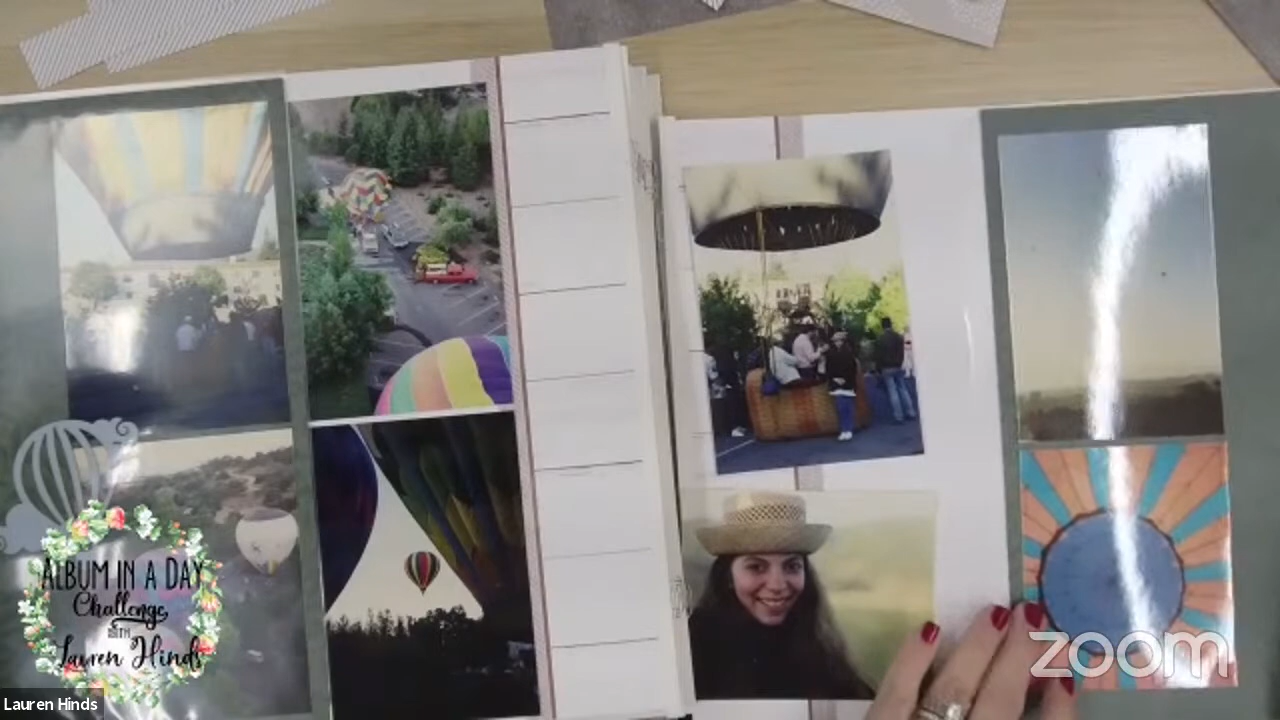 ALBUM IN A DAY
Challenge
WITH
Lauren Hinds
Lauren Hinds
zoom